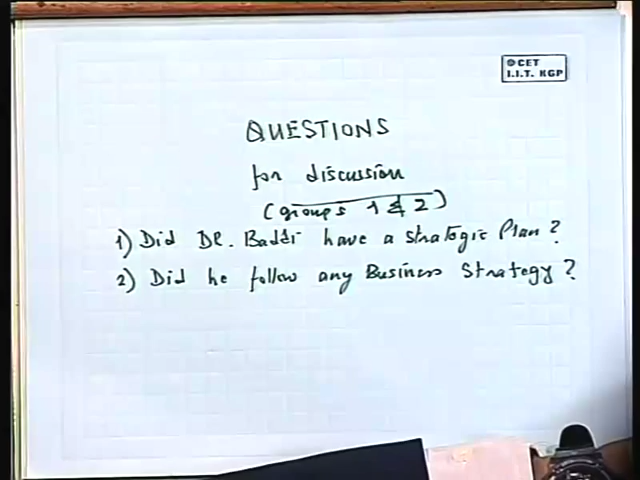 ©CET
I.I.T. KGP
QUESTIONS
for discussion
(groups 1 & 2)
1) Did DR. Baddi have a strategic Plan?
2) Did he follow any Business Strategy?